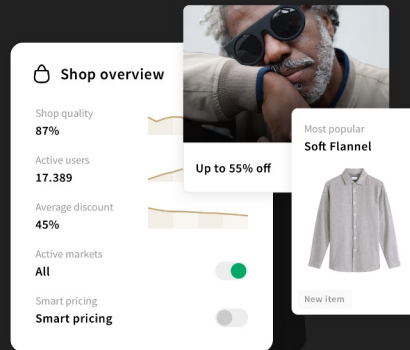 Shop overview
Shop quality
87%
Active users
17.389
Average discount
45%
Active markets
All
Smart pricing
Smart pricing
Up to 55% off
Most popular
Soft Flannel
New item